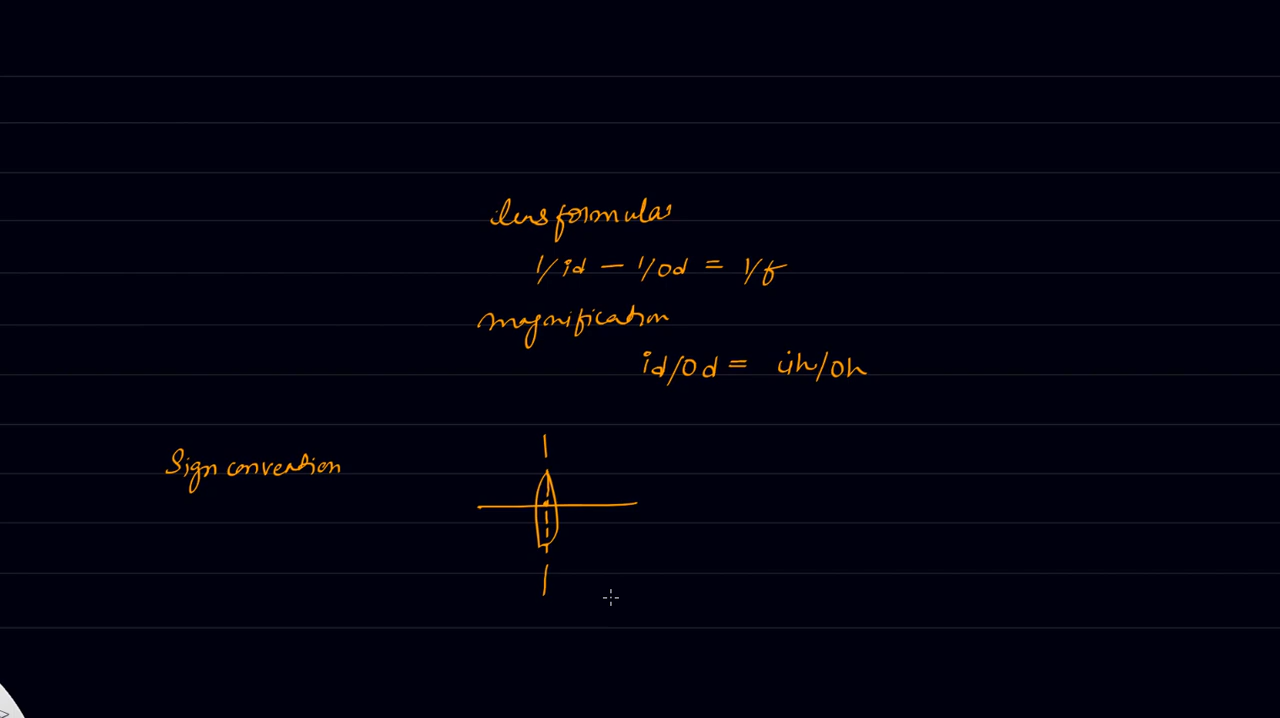 lens formulas
1/id - 1/od = 1/f
magnification
id/od = ih/oh
Sign convention